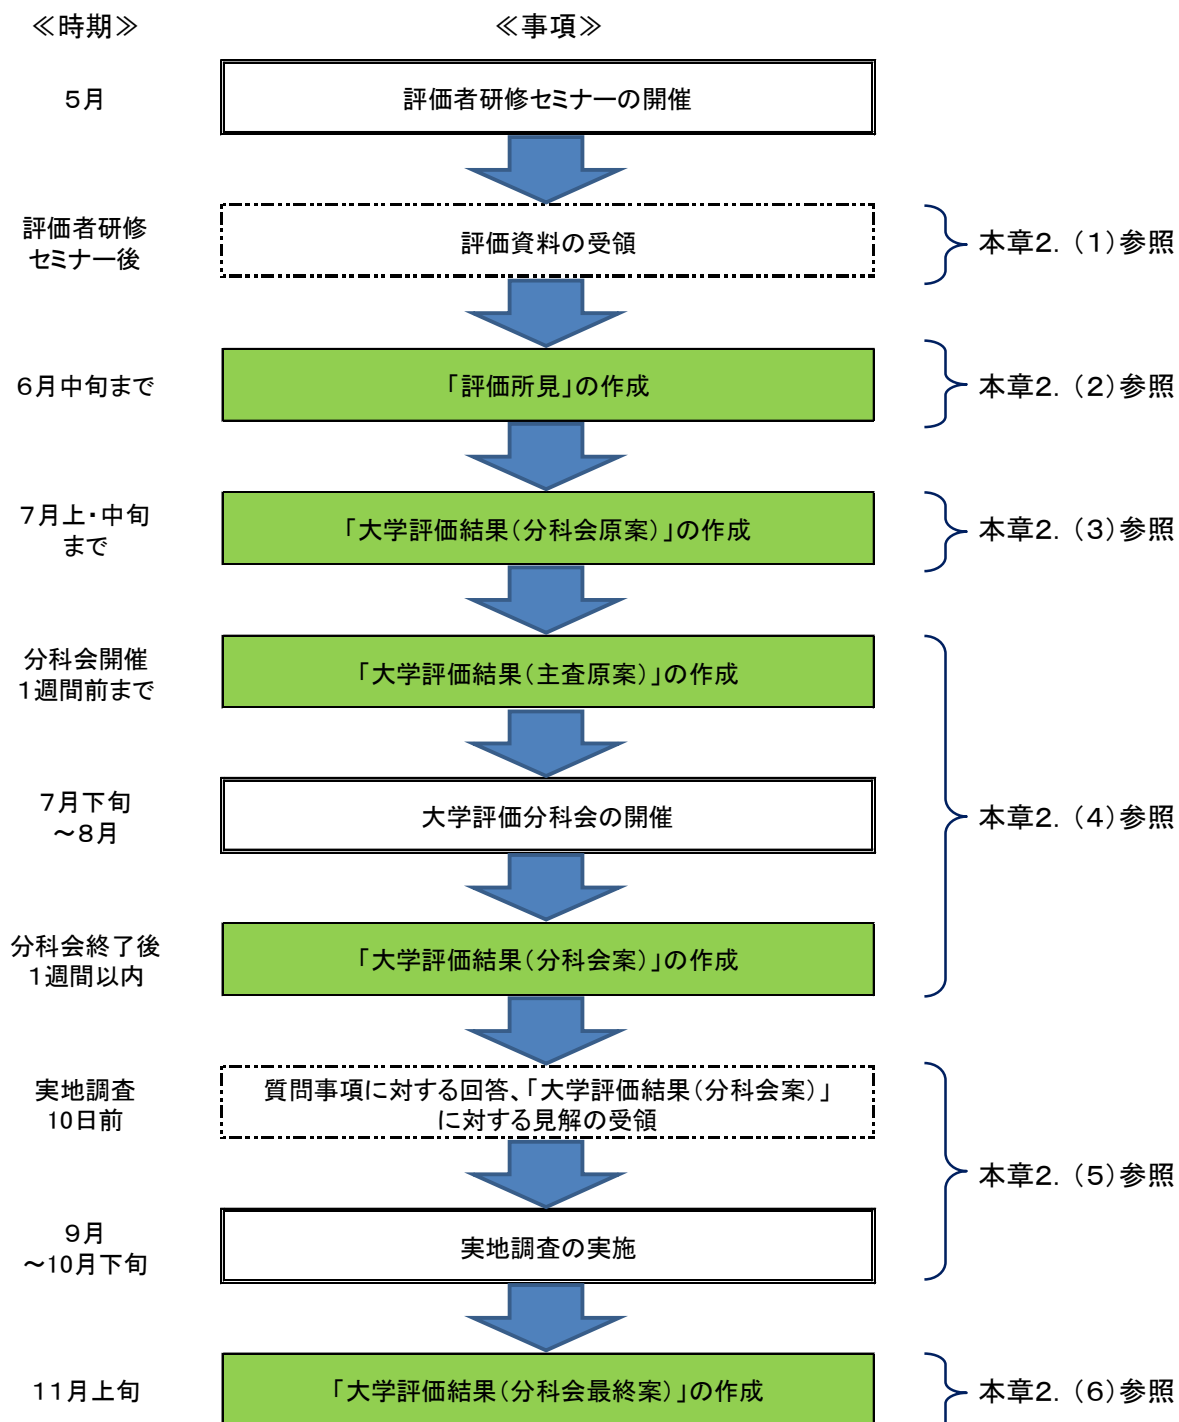 ≪時期≫
≪事項≫
５月
評価者研修セミナーの開催
評価者研修
セミナー後
評価資料の受領
本章２．（１）参照
６月中旬まで
「評価所見」の作成
本章２．（２）参照
７月上・中旬
まで
「大学評価結果（分科会原案）」の作成
本章２．（３）参照
分科会開催
１週間前まで
「大学評価結果（主査原案）」の作成
７月下旬
～８月
大学評価分科会の開催
本章２．（４）参照
分科会終了後
１週間以内
「大学評価結果（分科会案）」の作成
実地調査
10日前
質問事項に対する回答、「大学評価結果（分科会案）」
に対する見解の受領
本章２．（５）参照
９月
～10月下旬
実地調査の実施
１１月上旬
「大学評価結果（分科会最終案）」の作成
本章２．（６）参照